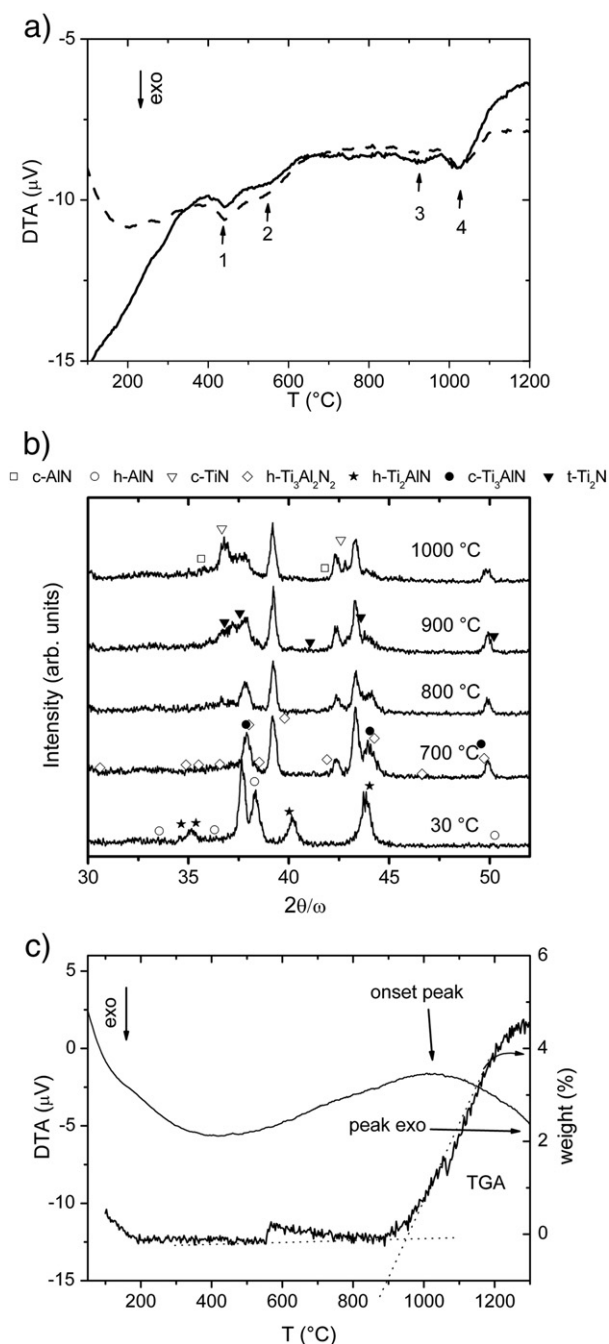 a)
-5
-10
-15
DTA (μV)
exo
1
2
3
4
200 400 600 800 1000 1200
T (°C)
b)
□ c-AlN ○ h-AlN ▽ c-TiN ◇ h-Ti₃Al₂N₂ ★ h-Ti₂AlN ● c-Ti₃AlN ▼ t-Ti₂N
Intensity (arb. units)
1000 °C
900 °C
800 °C
700 °C
30 °C
30 35 40 45 50
2θ/ω
c)
5
0
-5
-10
-15
DTA (μV)
exo
onset peak
peak exo
TGA
6
4
2
0
weight (%)
200 400 600 800 1000 1200
T (°C)